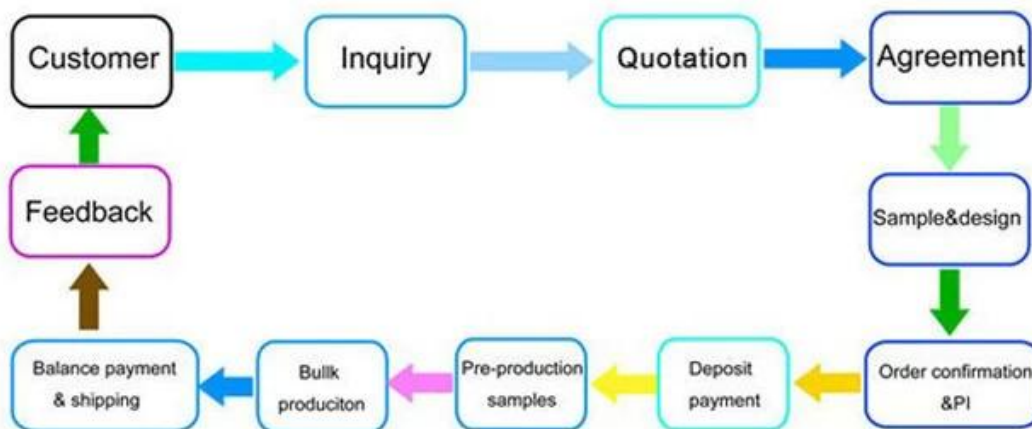 Customer
Inquiry
Quotation
Agreement
Sample&design
Order confirmation
&PI
Deposit
payment
Pre-production
samples
Bullk
produciton
Balance payment
& shipping
Feedback